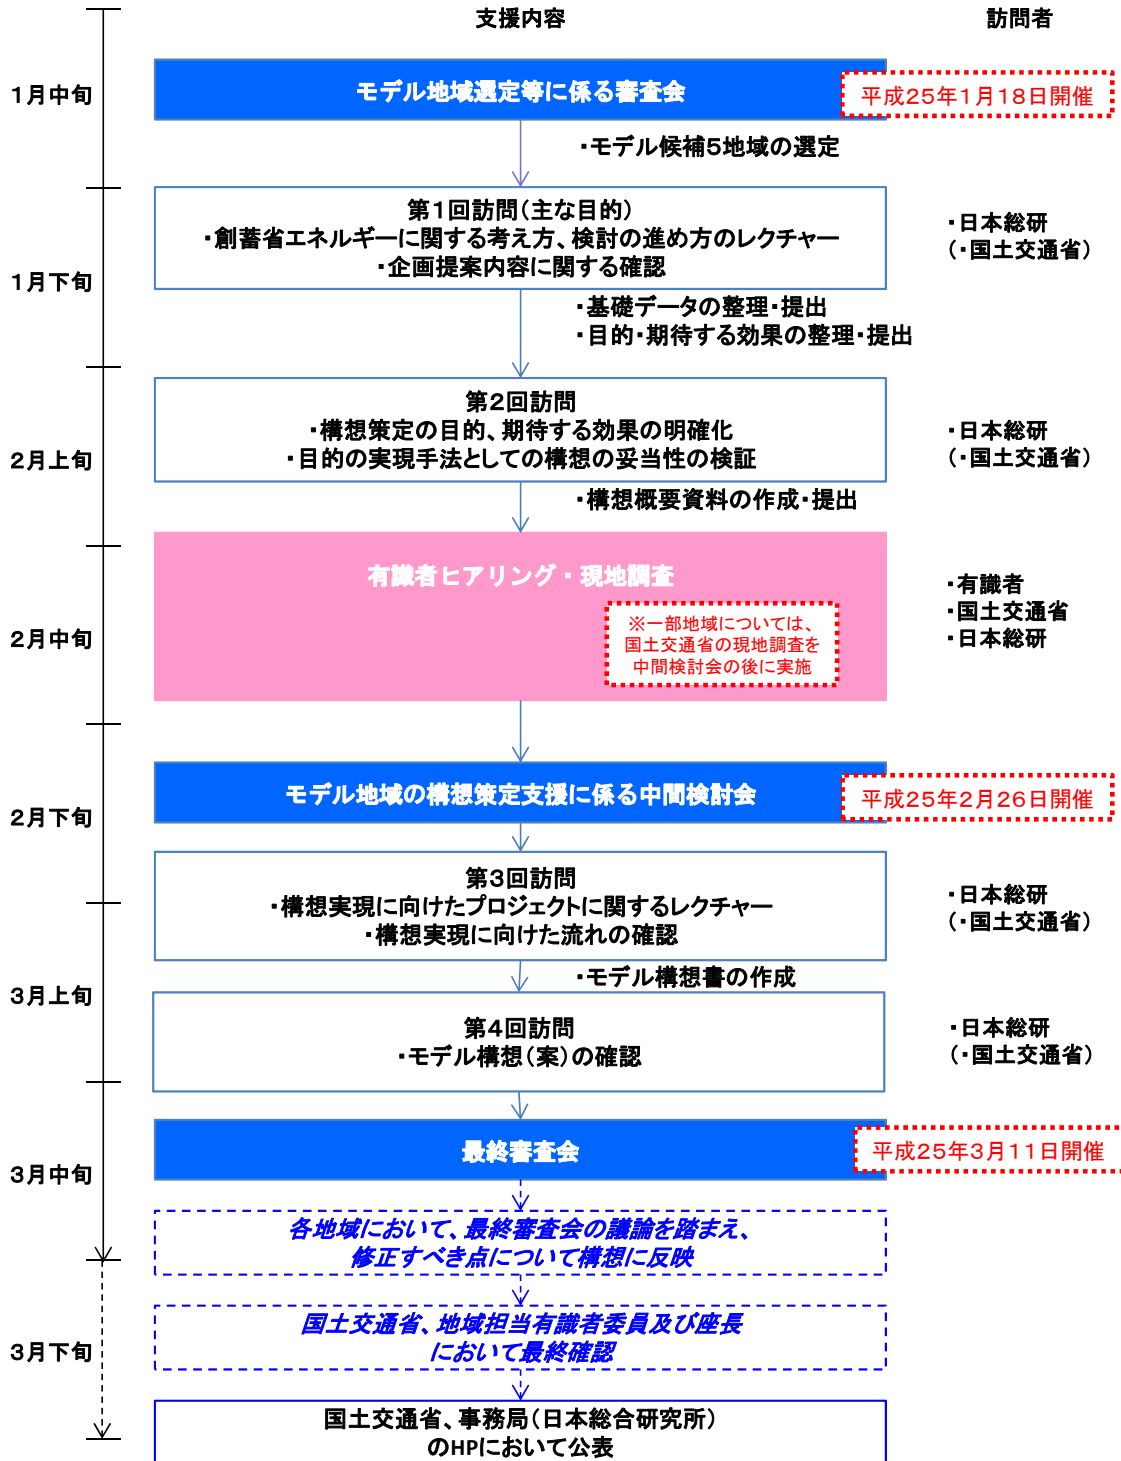 支援内容
訪問者
1月中旬
モデル地域選定等に係る審査会
平成25年1月18日開催
・モデル候補5地域の選定
第1回訪問(主な目的)
・創蓄省エネルギーに関する考え方、検討の進め方のレクチャー
・企画提案内容に関する確認
・日本総研
(・国土交通省)
1月下旬
・基礎データの整理・提出
・目的・期待する効果の整理・提出
第2回訪問
・構想策定の目的、期待する効果の明確化
・目的の実現手法としての構想の妥当性の検証
・日本総研
(・国土交通省)
2月上旬
・構想概要資料の作成・提出
有識者ヒアリング・現地調査
※一部地域については、
国土交通省の現地調査を
中間検討会の後に実施
・有識者
・国土交通省
・日本総研
2月中旬
モデル地域の構想策定支援に係る中間検討会
平成25年2月26日開催
2月下旬
第3回訪問
・構想実現に向けたプロジェクトに関するレクチャー
・構想実現に向けた流れの確認
・日本総研
(・国土交通省)
・モデル構想書の作成
3月上旬
第4回訪問
・モデル構想(案)の確認
・日本総研
(・国土交通省)
最終審査会
平成25年3月11日開催
3月中旬
各地域において、最終審査会の議論を踏まえ、
修正すべき点について構想に反映
国土交通省、地域担当有識者委員及び座長
において最終確認
3月下旬
国土交通省、事務局(日本総合研究所)
のHPにおいて公表